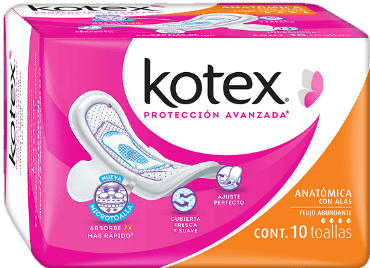 kotex®
PROTECCIÓN AVANZADA*
NUEVA
MICROTOALLA
ABSORBE 7X
MÁS RÁPIDO*
CUBIERTA
FRESCA
Y SUAVE
AJUSTE
PERFECTO
ANATÓMICA
CON ALAS
FLUJO ABUNDANTE
CONT. 10 toallas